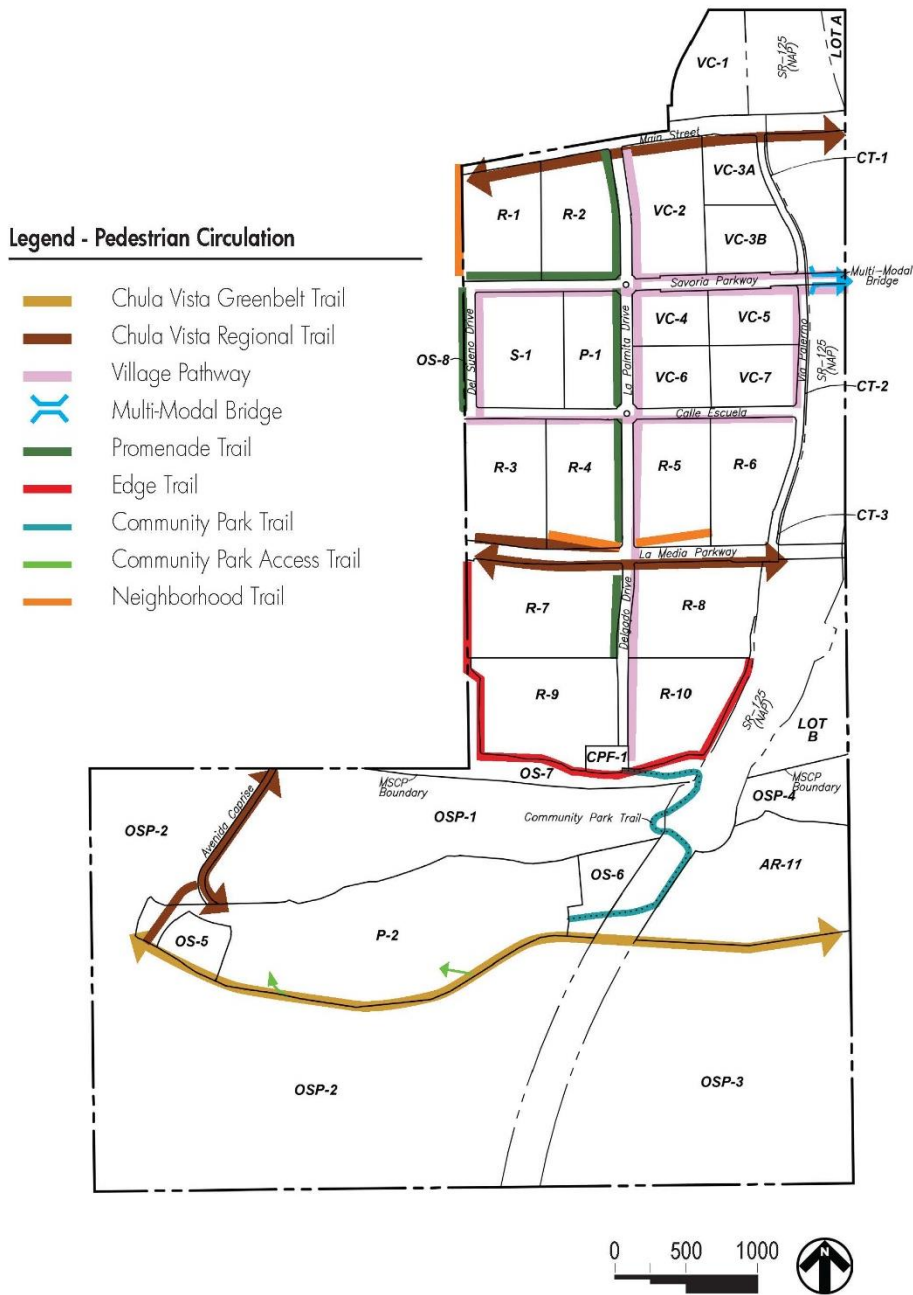 VC-1
SR-125
(NAP)
LOT A
Main Street
CT-1
VC-3A
R-1
R-2
VC-2
VC-3B
Legend - Pedestrian Circulation
Chula Vista Greenbelt Trail
Chula Vista Regional Trail
Village Pathway
Multi-Modal Bridge
Promenade Trail
Edge Trail
Community Park Trail
Community Park Access Trail
Neighborhood Trail
Multi-Modal
Bridge
Savoria Parkway
OS-8
Del Sueno Drive
S-1
P-1
La Palmita Drive
VC-4
VC-5
VC-6
VC-7
Via Palermo
SR-125
(NAP)
CT-2
Calle Escuela
R-3
R-4
R-5
R-6
CT-3
La Media Parkway
R-7
Delgado Drive
R-8
R-9
R-10
SR-125
(NAP)
LOT
B
CPF-1
OS-7
MSCP
Boundary
MSCP
Boundary
OSP-4
OSP-2
Avenida Caprise
OSP-1
Community Park Trail
OS-6
AR-11
OS-5
P-2
OSP-2
OSP-3
0 500 1000
N